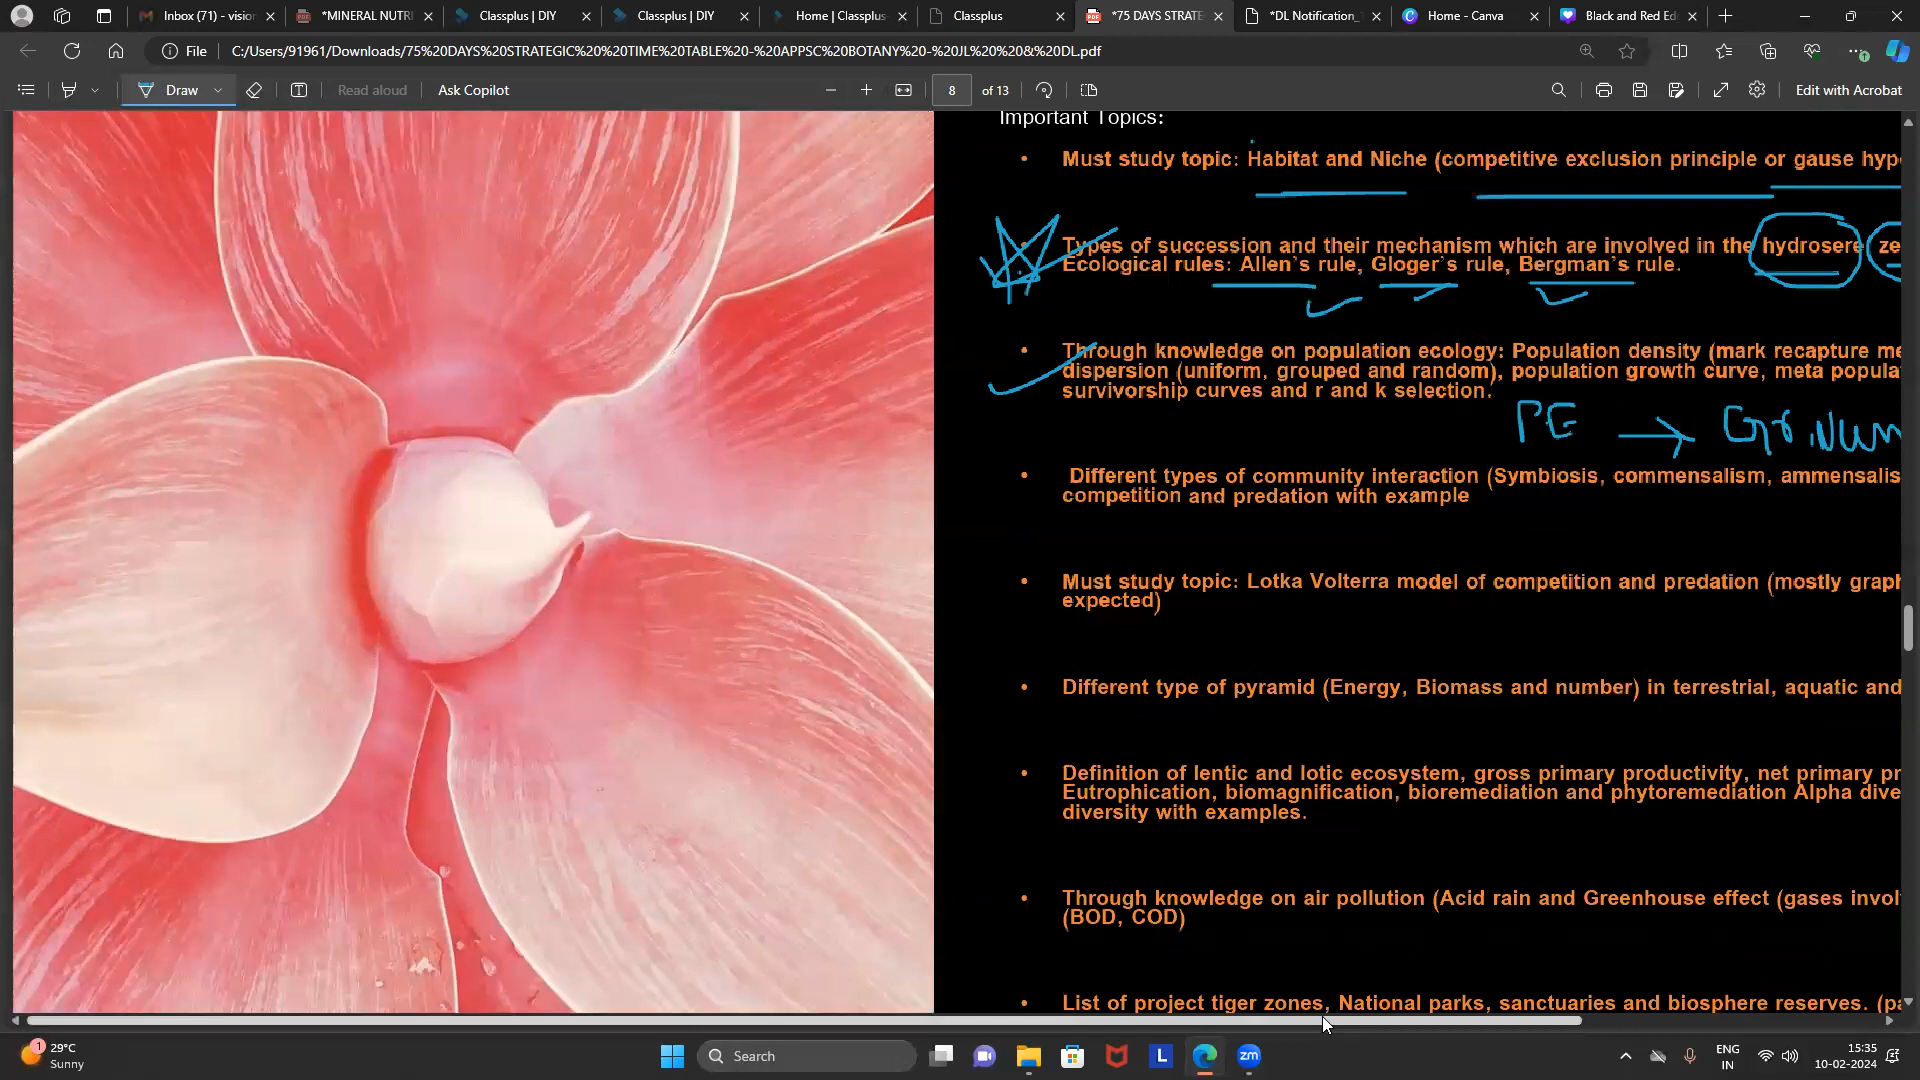 Inbox (71) - vision
*MINERAL NUTRI
Classplus | DIY
Classplus | DIY
Home | Classplus
Classplus
*75 DAYS STRATE
*DL Notification_
Home - Canva
Black and Red Ed
File
C:/Users/91961/Downloads/75%20DAYS%20STRATEGIC%20%20TIME%20TABLE%20-%20APPSC%20BOTANY%20-%20JL%20%20&%20DL.pdf
Draw
Read aloud
Ask Copilot
8
of 13
Edit with Acrobat
Important Topics:
• Must study topic: Habitat and Niche (competitive exclusion principle or gause hyp
• Types of succession and their mechanism which are involved in the hydrosere ze
Ecological rules: Allen's rule, Gloger's rule, Bergman's rule.
• Through knowledge on population ecology: Population density (mark recapture me
dispersion (uniform, grouped and random), population growth curve, meta popula
survivorship curves and r and k selection.
PE → Gr. Num
• Different types of community interaction (Symbiosis, commensalism, ammensalis
competition and predation with example
• Must study topic: Lotka Volterra model of competition and predation (mostly graph
expected)
• Different type of pyramid (Energy, Biomass and number) in terrestrial, aquatic and
• Definition of lentic and lotic ecosystem, gross primary productivity, net primary pr
Eutrophication, biomagnification, bioremediation and phytoremediation Alpha dive
diversity with examples.
• Through knowledge on air pollution (Acid rain and Greenhouse effect (gases invol
(BOD, COD)
• List of project tiger zones, National parks, sanctuaries and biosphere reserves. (pa
1
29°C
Sunny
Search
L
zm
ENG
IN
15:35
10-02-2024